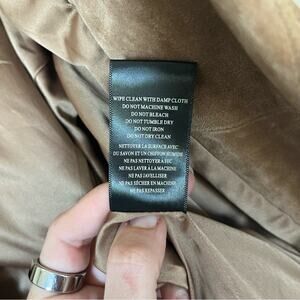 WIPE CLEAN WITH DAMP CLOTH
DO NOT MACHINE WASH
DO NOT BLEACH
DO NOT TUMBLE DRY
DO NOT IRON
DO NOT DRY CLEAN
NETTOYER LA SURFACE AVEC
DU SAVON ET UN CHIFFON HUMIDE
NE PAS NETTOYER À SEC
NE PAS LAVER À LA MACHINE
NE PAS JAVELLISER
NE PAS SÉCHER EN MACHINE
NE PAS REPASSER